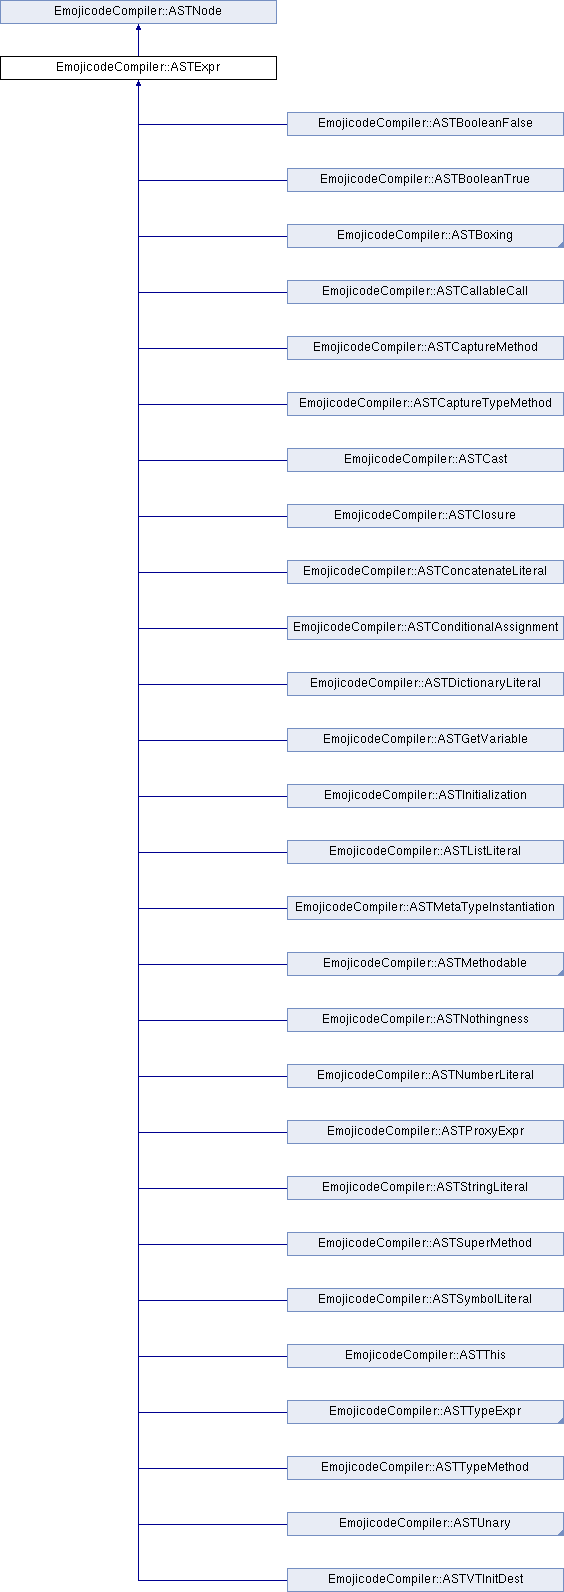 EmojicodeCompiler::ASTNode
EmojicodeCompiler::ASTExpr
EmojicodeCompiler::ASTBooleanFalse
EmojicodeCompiler::ASTBooleanTrue
EmojicodeCompiler::ASTBoxing
EmojicodeCompiler::ASTCallableCall
EmojicodeCompiler::ASTCaptureMethod
EmojicodeCompiler::ASTCaptureTypeMethod
EmojicodeCompiler::ASTCast
EmojicodeCompiler::ASTClosure
EmojicodeCompiler::ASTConcatenateLiteral
EmojicodeCompiler::ASTConditionalAssignment
EmojicodeCompiler::ASTDictionaryLiteral
EmojicodeCompiler::ASTGetVariable
EmojicodeCompiler::ASTInitialization
EmojicodeCompiler::ASTListLiteral
EmojicodeCompiler::ASTMetaTypeInstantiation
EmojicodeCompiler::ASTMethodable
EmojicodeCompiler::ASTNothingness
EmojicodeCompiler::ASTNumberLiteral
EmojicodeCompiler::ASTProxyExpr
EmojicodeCompiler::ASTStringLiteral
EmojicodeCompiler::ASTSuperMethod
EmojicodeCompiler::ASTSymbolLiteral
EmojicodeCompiler::ASTThis
EmojicodeCompiler::ASTTypeExpr
EmojicodeCompiler::ASTTypeMethod
EmojicodeCompiler::ASTUnary
EmojicodeCompiler::ASTVTInitDest